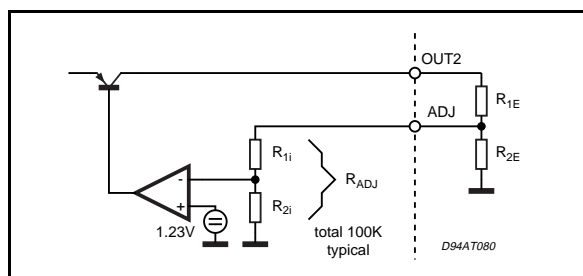 OUT2
R1E
ADJ
R1i
R2E
RADJ
-
R2i
+
1.23V
total 100K
typical
D94AT080